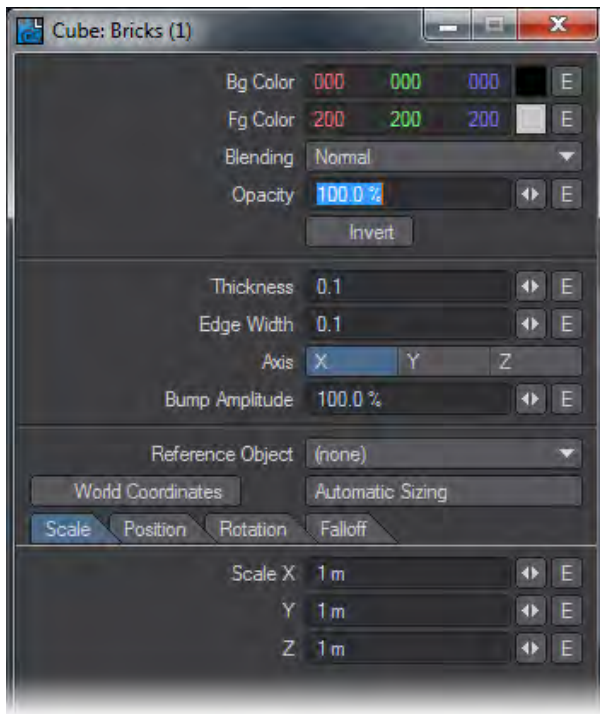 Cube: Bricks (1)
Bg Color 000 000 000 E
Fg Color 200 200 200 E
Blending Normal
Opacity 100.0 % E
Invert
Thickness 0.1 E
Edge Width 0.1 E
Axis X Y Z
Bump Amplitude 100.0 % E
Reference Object (none)
World Coordinates Automatic Sizing
Scale Position Rotation Falloff
Scale X 1 m E
Y 1 m E
Z 1 m E